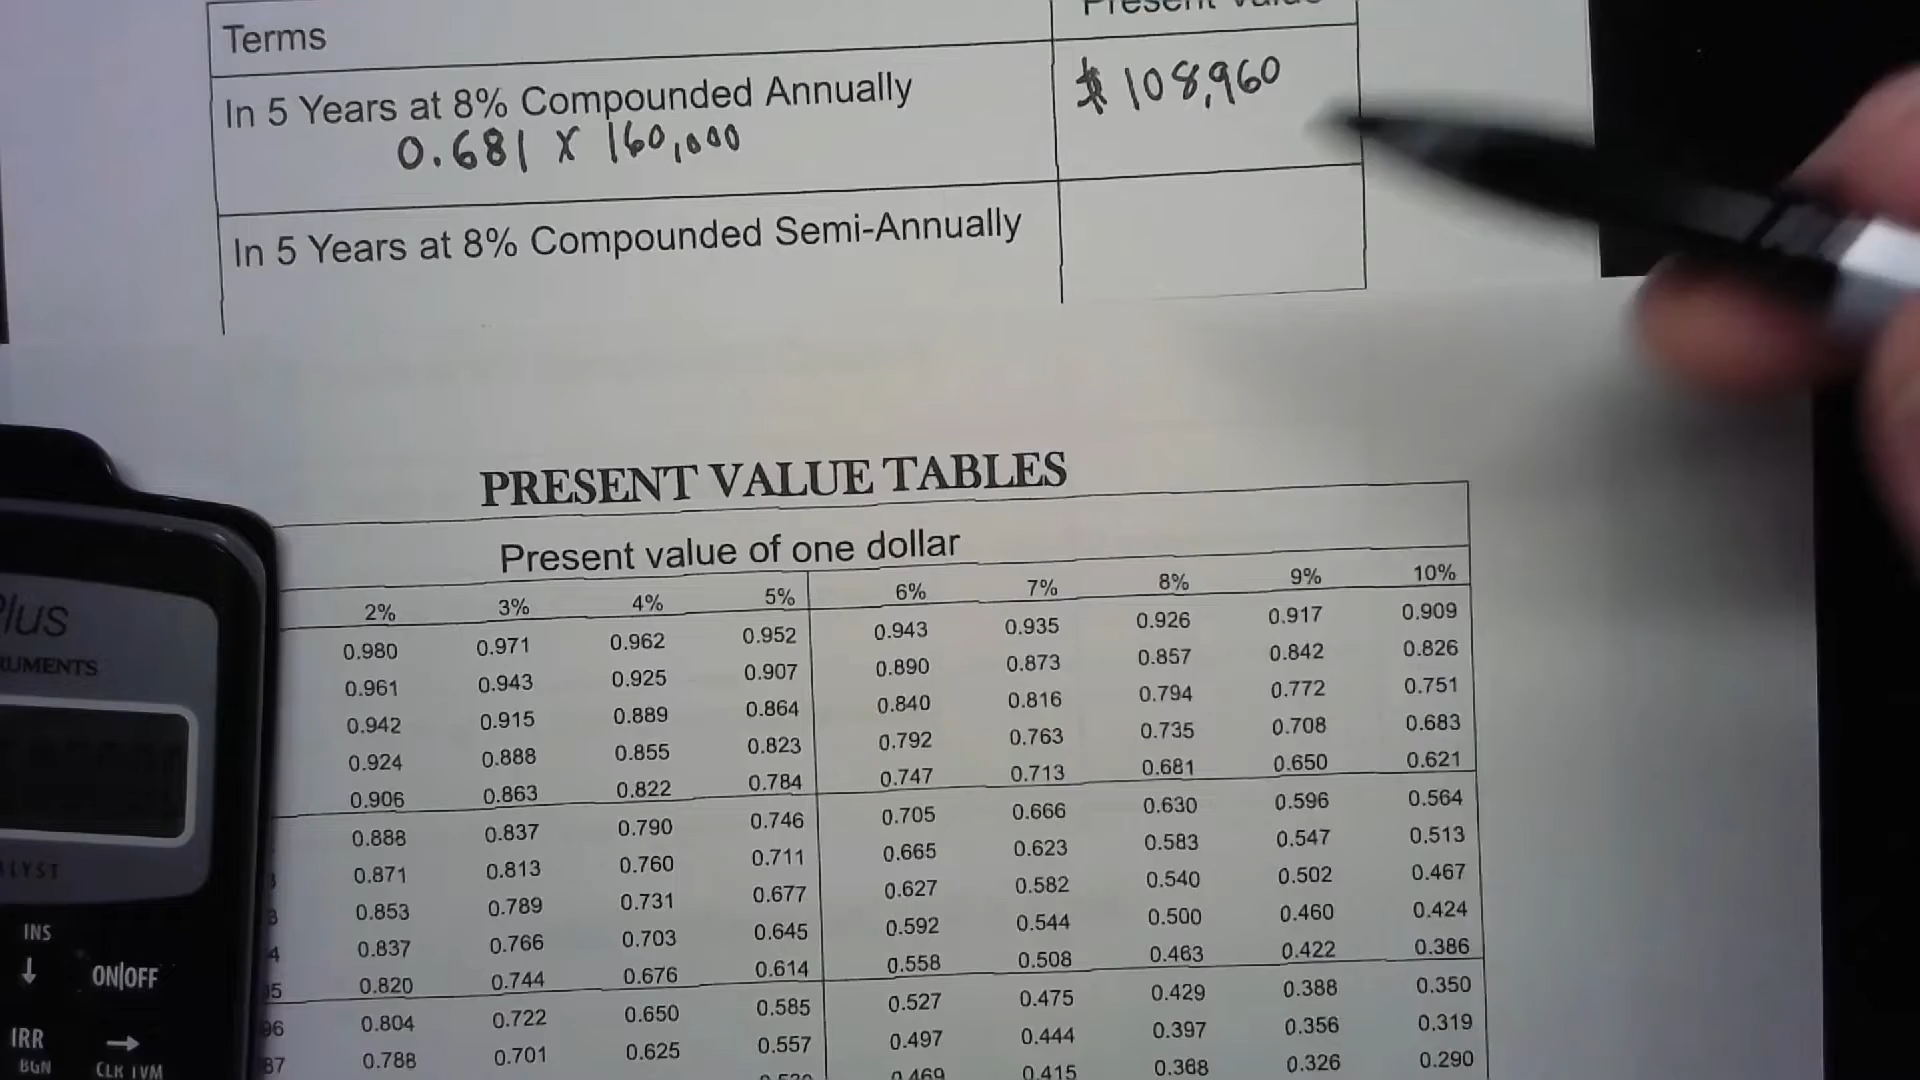 Terms
Present Value
In 5 Years at 8% Compounded Annually
$ 108,960
0.681 x 160,000
In 5 Years at 8% Compounded Semi-Annually
PRESENT VALUE TABLES
Present value of one dollar
2% 3% 4% 5% 6% 7% 8% 9% 10%
0.980 0.971 0.962 0.952 0.943 0.935 0.926 0.917 0.909
0.961 0.943 0.925 0.907 0.890 0.873 0.857 0.842 0.826
0.942 0.915 0.889 0.864 0.840 0.816 0.794 0.772 0.751
0.924 0.888 0.855 0.823 0.792 0.763 0.735 0.708 0.683
0.906 0.863 0.822 0.784 0.747 0.713 0.681 0.650 0.621
0.888 0.837 0.790 0.746 0.705 0.666 0.630 0.596 0.564
0.871 0.813 0.760 0.711 0.665 0.623 0.583 0.547 0.513
3 0.853 0.789 0.731 0.677 0.627 0.582 0.540 0.502 0.467
4 0.837 0.766 0.703 0.645 0.592 0.544 0.500 0.460 0.424
95 0.820 0.744 0.676 0.614 0.558 0.508 0.463 0.422 0.386
96 0.804 0.722 0.650 0.585 0.527 0.475 0.429 0.388 0.350
87 0.788 0.701 0.625 0.557 0.497 0.444 0.397 0.356 0.319
0.469 0.415 0.368 0.326 0.290
Plus
RUMENTS
ALYST
INS
↓ ON|OFF
IRR →
BGN CLR TVM